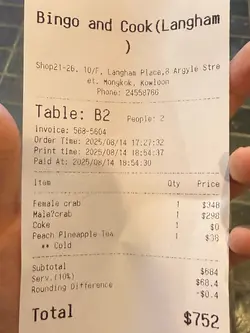 Bingo and Cook(Langham
)
Shop21-26, 10/F, Langham Place,8 Argyle Stre
et, Mongkok, Kowloon
Phone: 24558766
Table: B2 People: 2
Invoice: 568-5604
Order Time: 2025/08/14 17:27:32
Print time: 2025/08/14 18:54:37
Paid At: 2025/08/14 18:54:30
Item Qty Price
Female crab 1 $348
Male?crab 1 $298
Coke 1 $0
Peach Pineapple Tea 1 $38
** Cold
Subtotal $684
Serv.(10%) $68.4
Rounding Difference -$0.4
Total $752